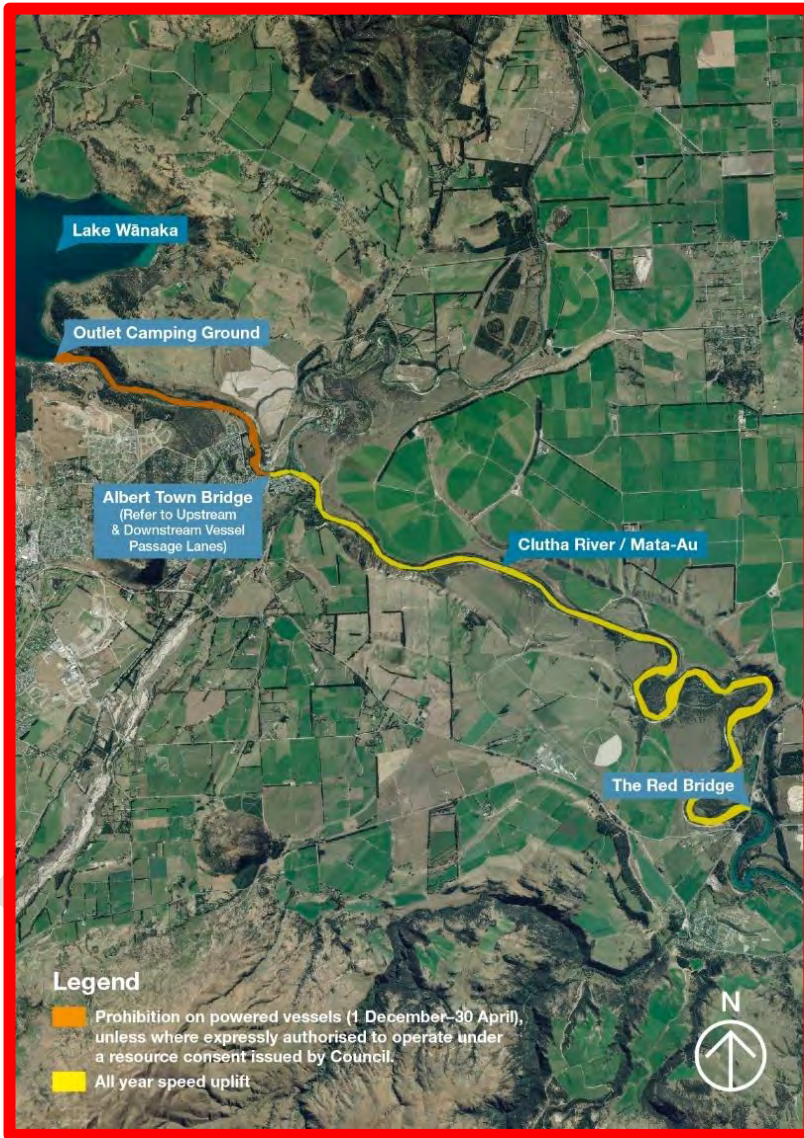 Lake Wānaka
Outlet Camping Ground
Albert Town Bridge
(Refer to Upstream
& Downstream Vessel
Passage Lanes)
Clutha River / Mata-Au
The Red Bridge
Legend
Prohibition on powered vessels (1 December–30 April),
unless where expressly authorised to operate under
a resource consent issued by Council.
All year speed uplift
N